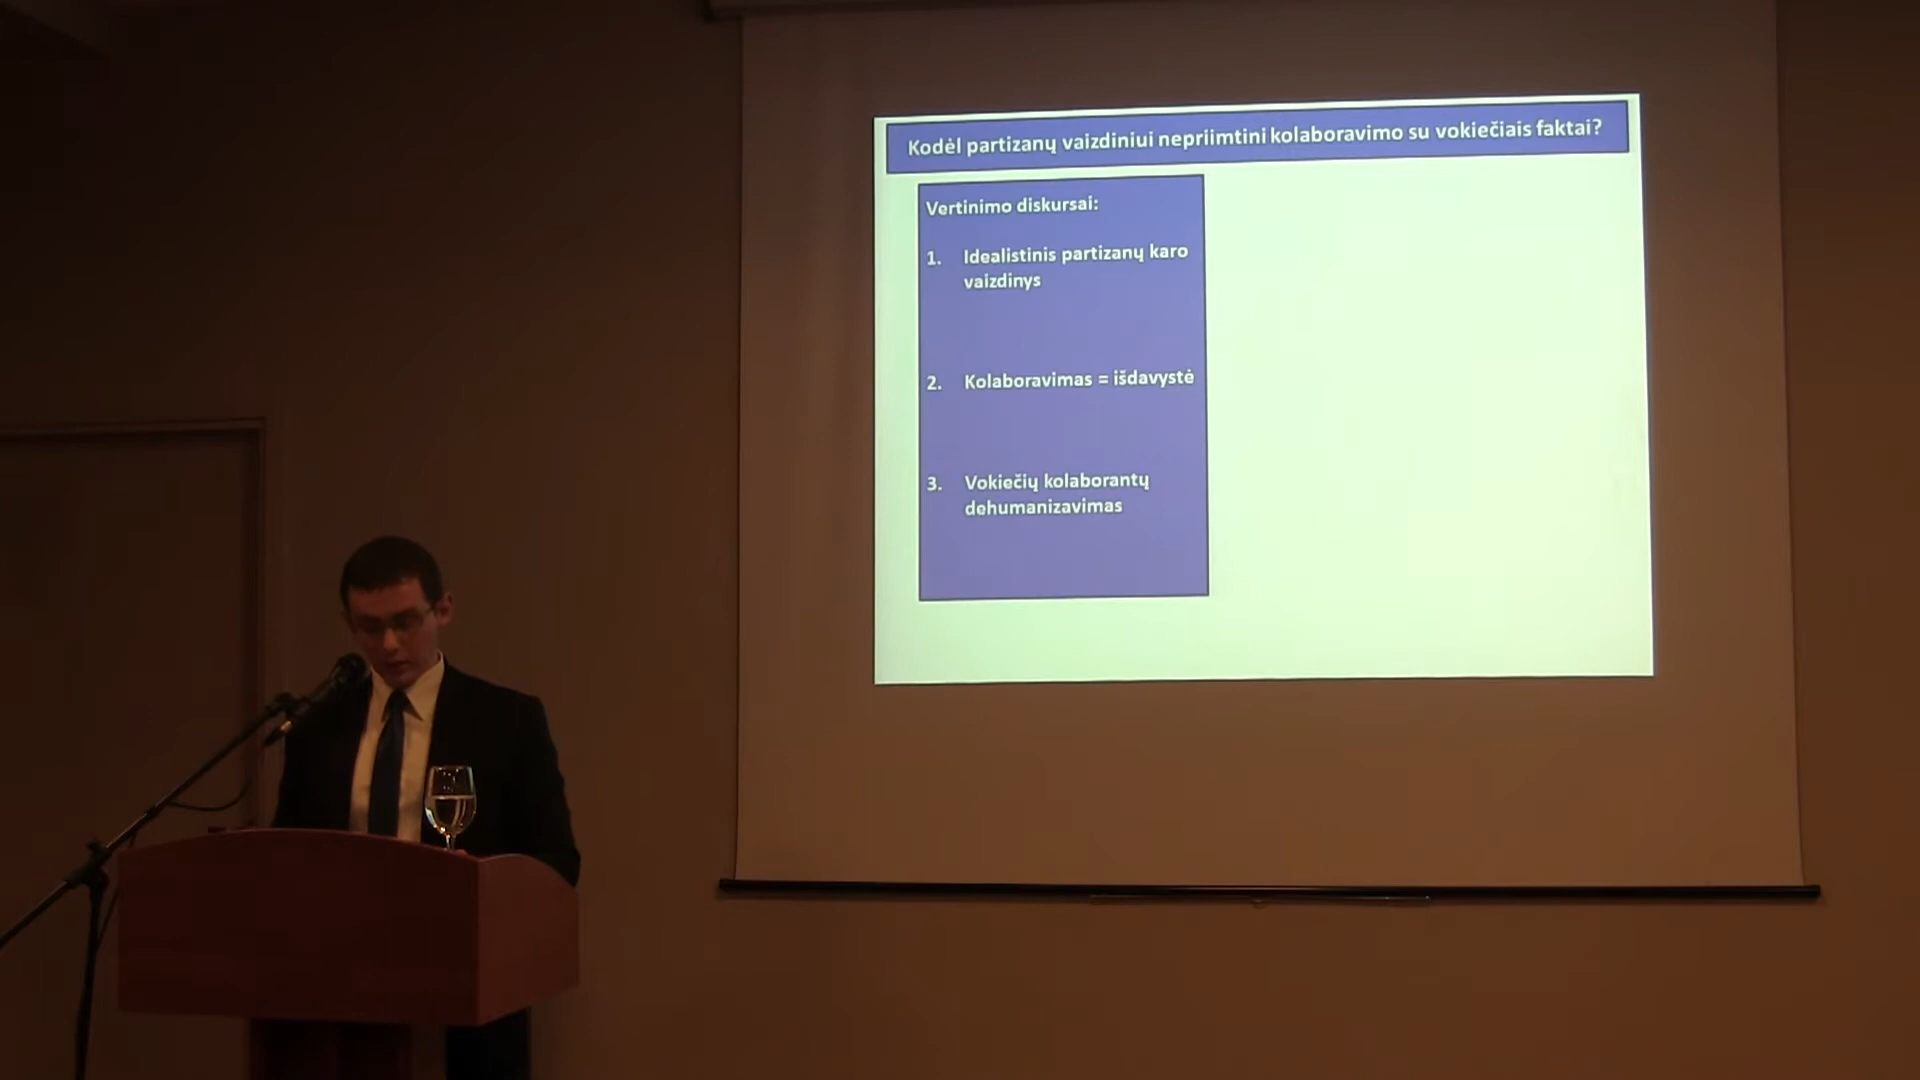 Kodėl partizanų vaizdiniui nepriimtini kolaboravimo su vokiečiais faktai?
Vertinimo diskursai:
1. Idealistinis partizanų karo
vaizdinys
2. Kolaboravimas = išdavystė
3. Vokiečių kolaborantų
dehumanizavimas